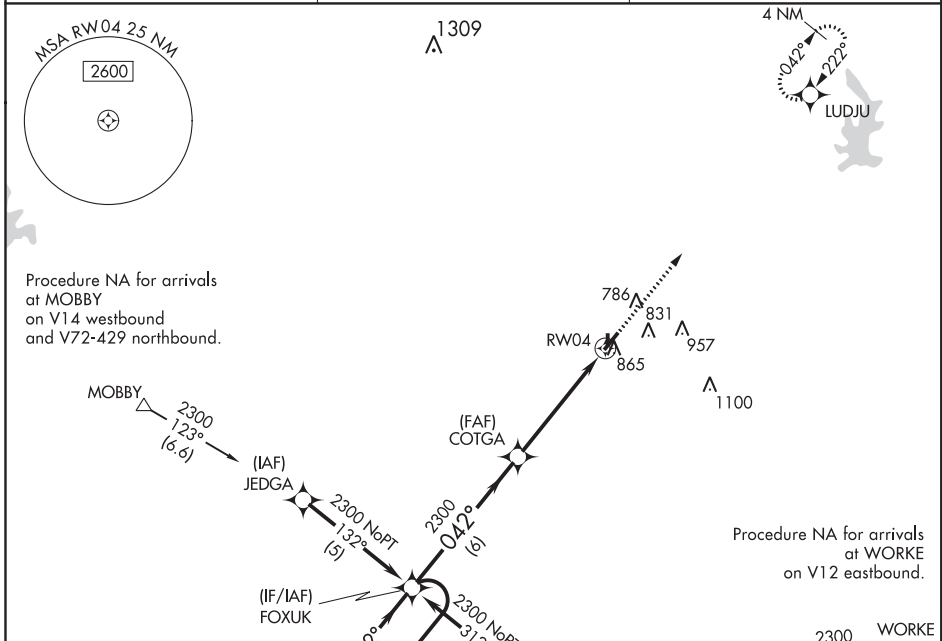 MSA RW04 25 NM
2600
1309
4 NM
042°
222°
LUDJU
Procedure NA for arrivals
at MOBBY
on V14 westbound
and V72-429 northbound.
786
831
RW04
957
865
1100
MOBBY
2300
123°
(6.6)
(FAF)
COTGA
(IAF)
JEDGA
2300 NoPT
132°
(5)
2300
042°
(6)
Procedure NA for arrivals
at WORKE
on V12 eastbound.
(IF/IAF)
FOXUK
2300 NoPT
2300
WORKE